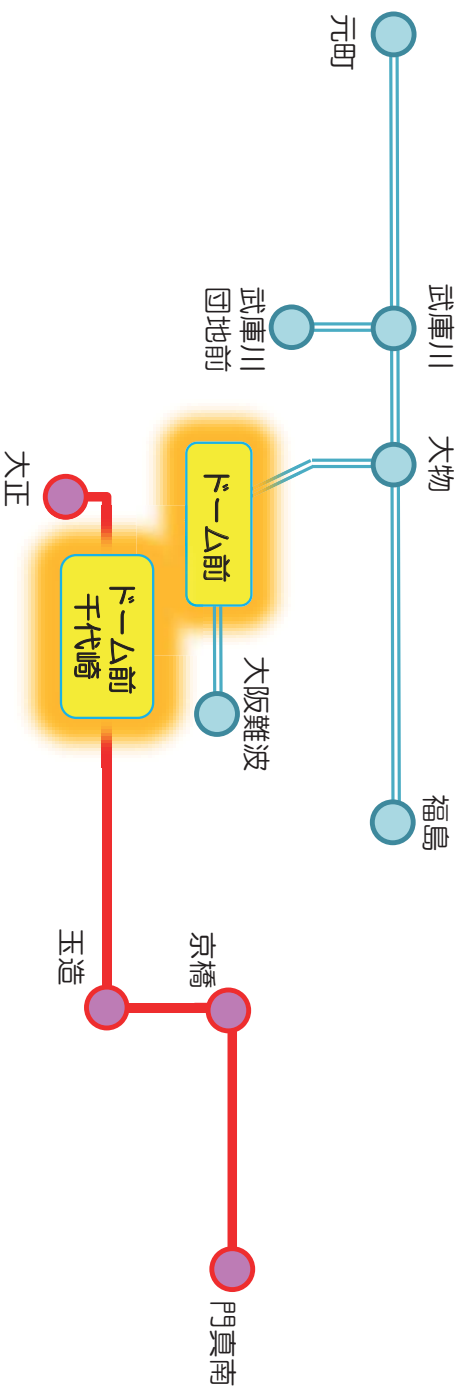 元町
武庫川
大物
福島
武庫川
団地前
ドーム前
大阪難波
大正
ドーム前
千代崎
玉造
京橋
門真南